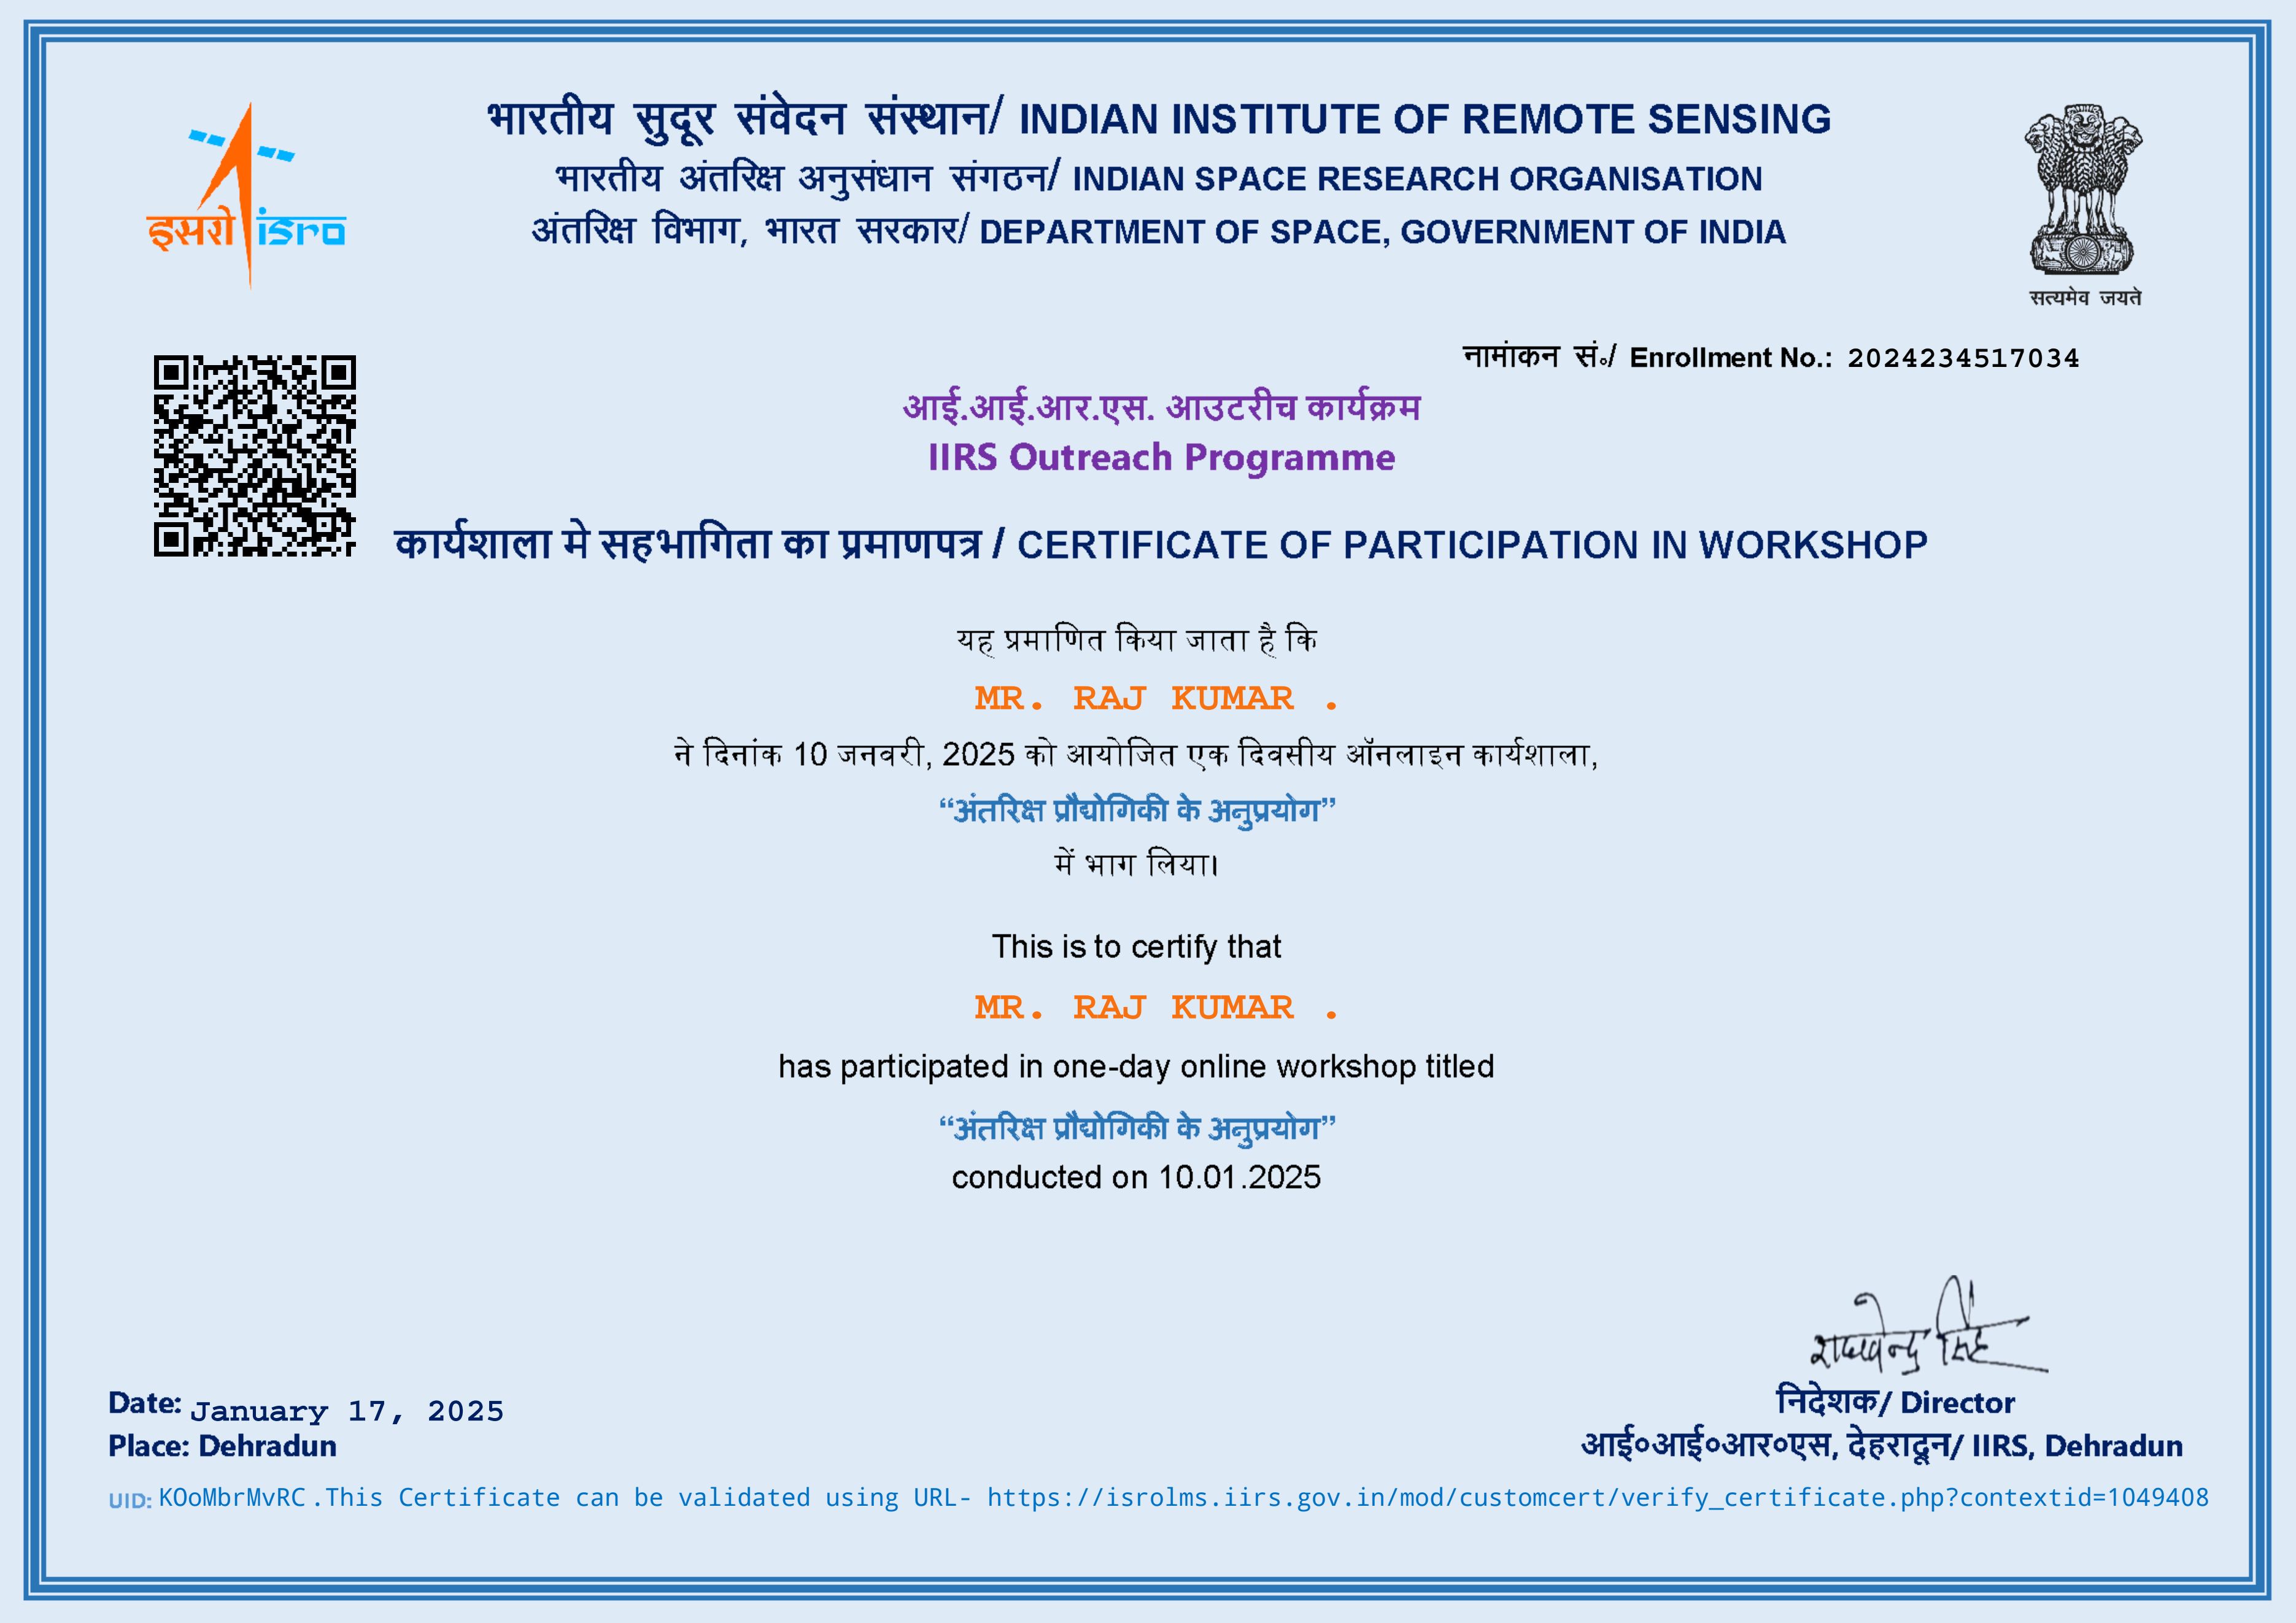 भारतीय सुदूर संवेदन संस्थान/ INDIAN INSTITUTE OF REMOTE SENSING
भारतीय अंतरिक्ष अनुसंधान संगठन/ INDIAN SPACE RESEARCH ORGANISATION
अंतरिक्ष विभाग, भारत सरकार/ DEPARTMENT OF SPACE, GOVERNMENT OF INDIA
इसरो isro
सत्यमेव जयते
नामांकन सं॰/ Enrollment No.: 2024234517034
आई.आई.आर.एस. आउटरीच कार्यक्रम
IIRS Outreach Programme
कार्यशाला मे सहभागिता का प्रमाणपत्र / CERTIFICATE OF PARTICIPATION IN WORKSHOP
यह प्रमाणित किया जाता है कि
MR. RAJ KUMAR .
ने दिनांक 10 जनवरी, 2025 को आयोजित एक दिवसीय ऑनलाइन कार्यशाला,
“अंतरिक्ष प्रौद्योगिकी के अनुप्रयोग”
में भाग लिया।
This is to certify that
MR. RAJ KUMAR .
has participated in one-day online workshop titled
“अंतरिक्ष प्रौद्योगिकी के अनुप्रयोग”
conducted on 10.01.2025
Date: January 17, 2025
Place: Dehradun
निदेशक/ Director
आई०आई०आर०एस, देहरादून/ IIRS, Dehradun
UID: KOoMbrMvRC.This Certificate can be validated using URL- https://isrolms.iirs.gov.in/mod/customcert/verify_certificate.php?contextid=1049408